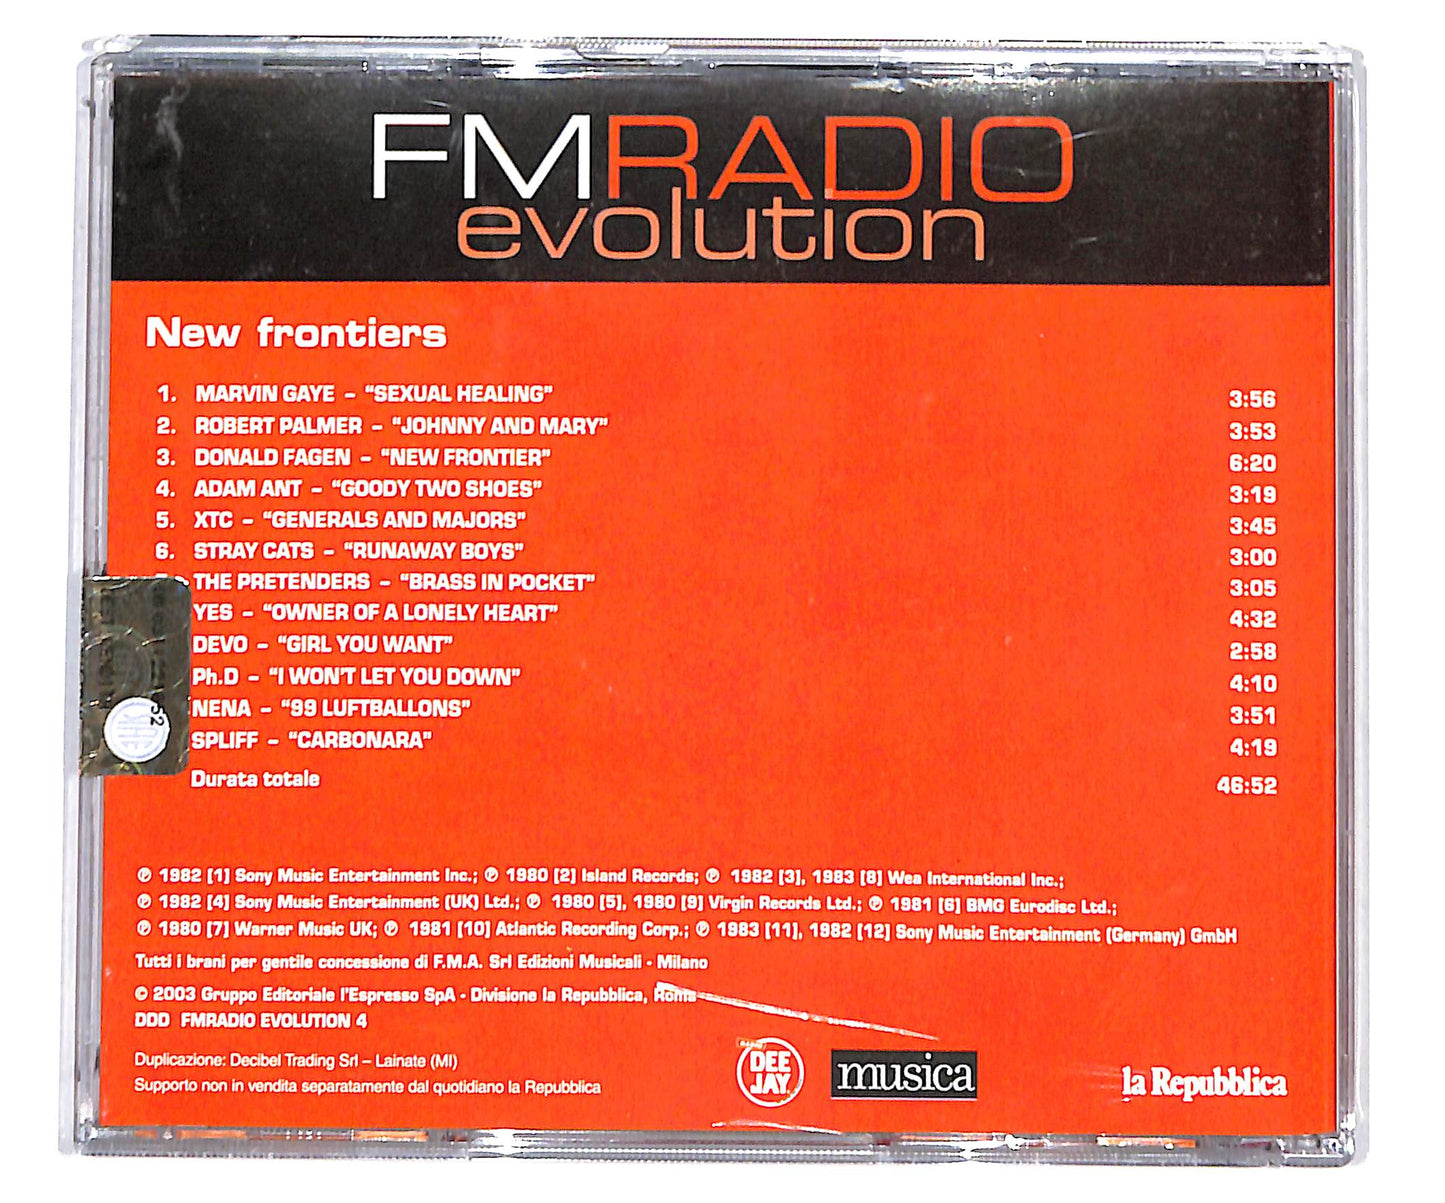 FMRADIO
evolution
New frontiers
1. MARVIN GAYE – “SEXUAL HEALING” 3:56
2. ROBERT PALMER – “JOHNNY AND MARY” 3:53
3. DONALD FAGEN – “NEW FRONTIER” 6:20
4. ADAM ANT – “GOODY TWO SHOES” 3:19
5. XTC – “GENERALS AND MAJORS” 3:45
6. STRAY CATS – “RUNAWAY BOYS” 3:00
THE PRETENDERS – “BRASS IN POCKET” 3:05
YES – “OWNER OF A LONELY HEART” 4:32
DEVO – “GIRL YOU WANT” 2:58
Ph.D – “I WON'T LET YOU DOWN” 4:10
NENA – “99 LUFTBALLONS” 3:51
SPLIFF – “CARBONARA” 4:19
Durata totale 46:52
℗ 1982 [1] Sony Music Entertainment Inc.; ℗ 1980 [2] Island Records; ℗ 1982 [3], 1983 [8] Wea International Inc.;
℗ 1982 [4] Sony Music Entertainment (UK) Ltd.; ℗ 1980 [5], 1980 [9] Virgin Records Ltd.; ℗ 1981 [6] BMG Eurodisc Ltd.;
℗ 1980 [7] Warner Music UK; ℗ 1981 [10] Atlantic Recording Corp.; ℗ 1983 [11], 1982 [12] Sony Music Entertainment (Germany) GmbH
Tutti i brani per gentile concessione di F.M.A. Srl Edizioni Musicali - Milano
© 2003 Gruppo Editoriale l'Espresso SpA - Divisione la Repubblica, Roma
DDD FMRADIO EVOLUTION 4
Duplicazione: Decibel Trading Srl – Lainate (MI)
Supporto non in vendita separatamente dal quotidiano la Repubblica
RADIO
DEE
JAY
musica
la Repubblica